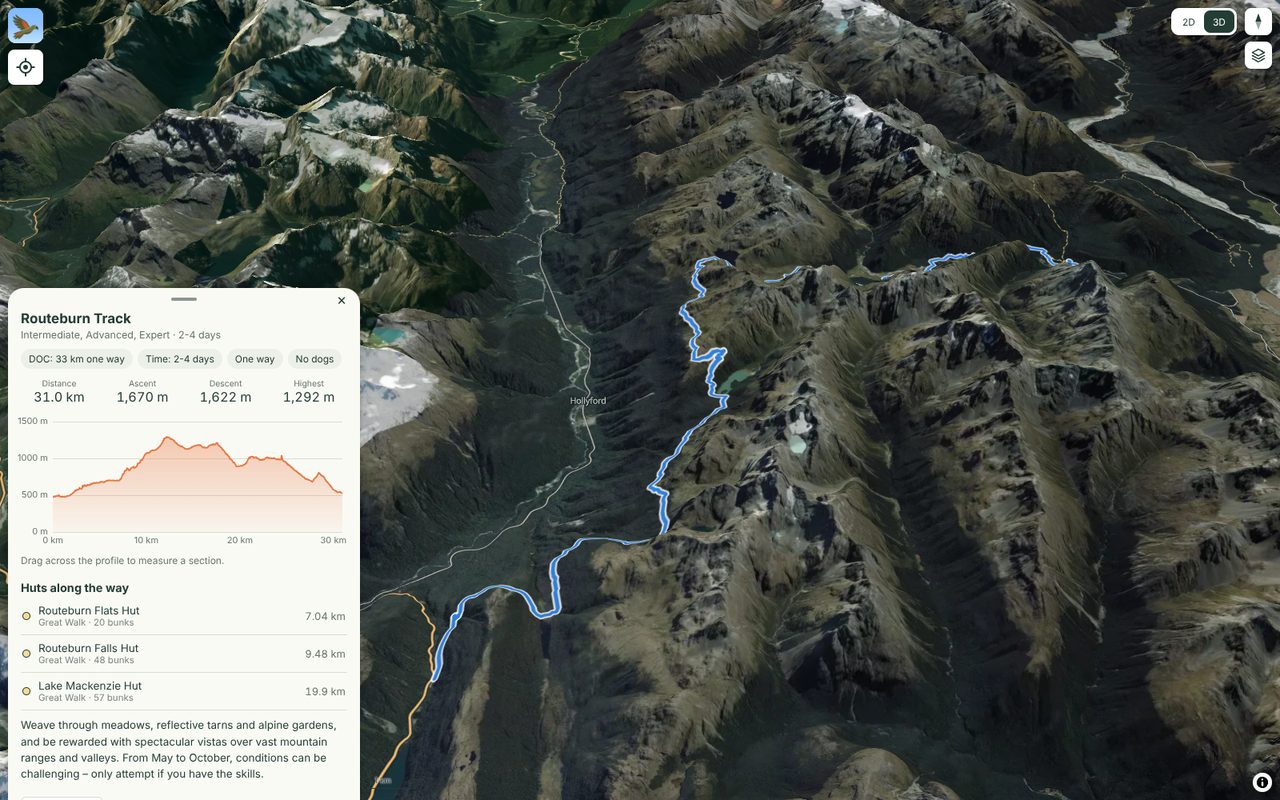 2D 3D
Routeburn Track
Intermediate, Advanced, Expert · 2-4 days
DOC: 33 km one way
Time: 2-4 days
One way
No dogs
Distance
31.0 km
Ascent
1,670 m
Descent
1,622 m
Highest
1,292 m
1500 m
1000 m
500 m
0 m
0 km
10 km
20 km
30 km
Drag across the profile to measure a section.
Huts along the way
Routeburn Flats Hut
Great Walk · 20 bunks
7.04 km
Routeburn Falls Hut
Great Walk · 48 bunks
9.48 km
Lake Mackenzie Hut
Great Walk · 57 bunks
19.9 km
Weave through meadows, reflective tarns and alpine gardens,
and be rewarded with spectacular vistas over vast mountain
ranges and valleys. From May to October, conditions can be
challenging – only attempt if you have the skills.
Hollyford